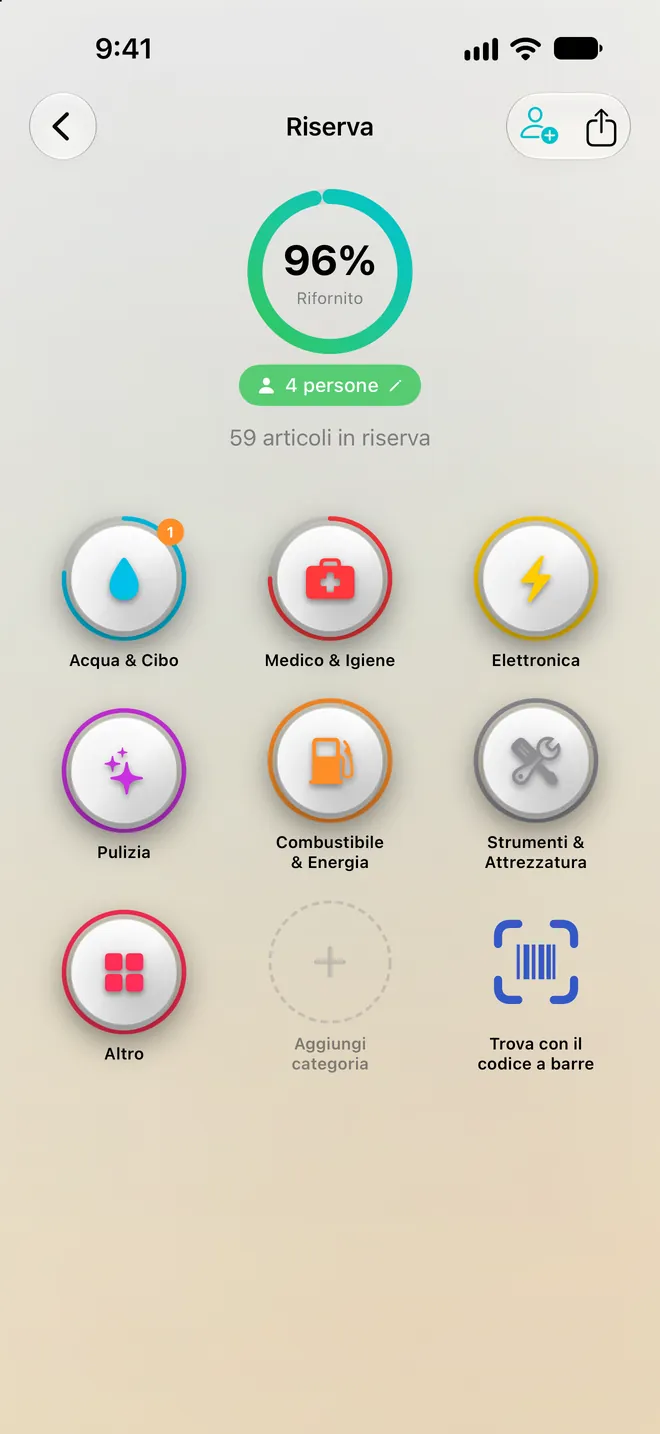 9:41
Riserva
96%
Rifornito
4 persone
59 articoli in riserva
1
Acqua & Cibo
Medico & Igiene
Elettronica
Pulizia
Combustibile
& Energia
Strumenti &
Attrezzatura
Altro
Aggiungi
categoria
Trova con il
codice a barre